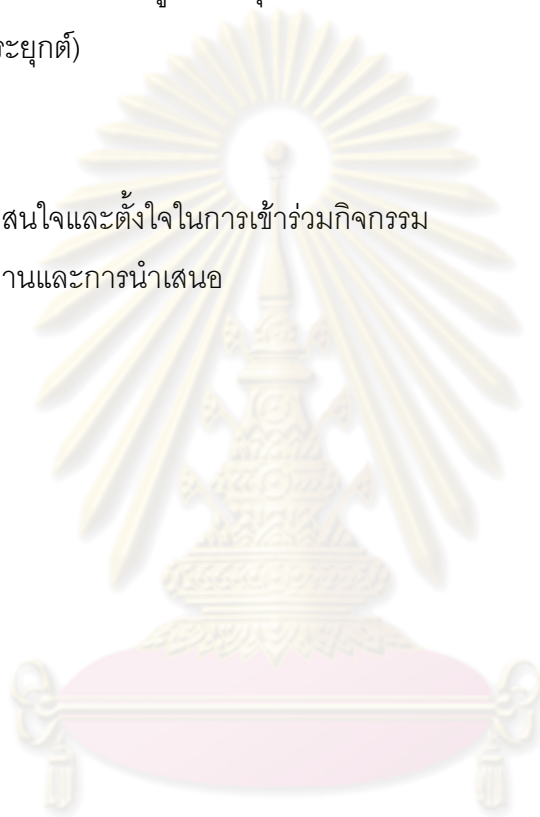 ระยุกต์)
สนใจและตั้งใจในการเข้าร่วมกิจกรรม
านและการนำเสนอ